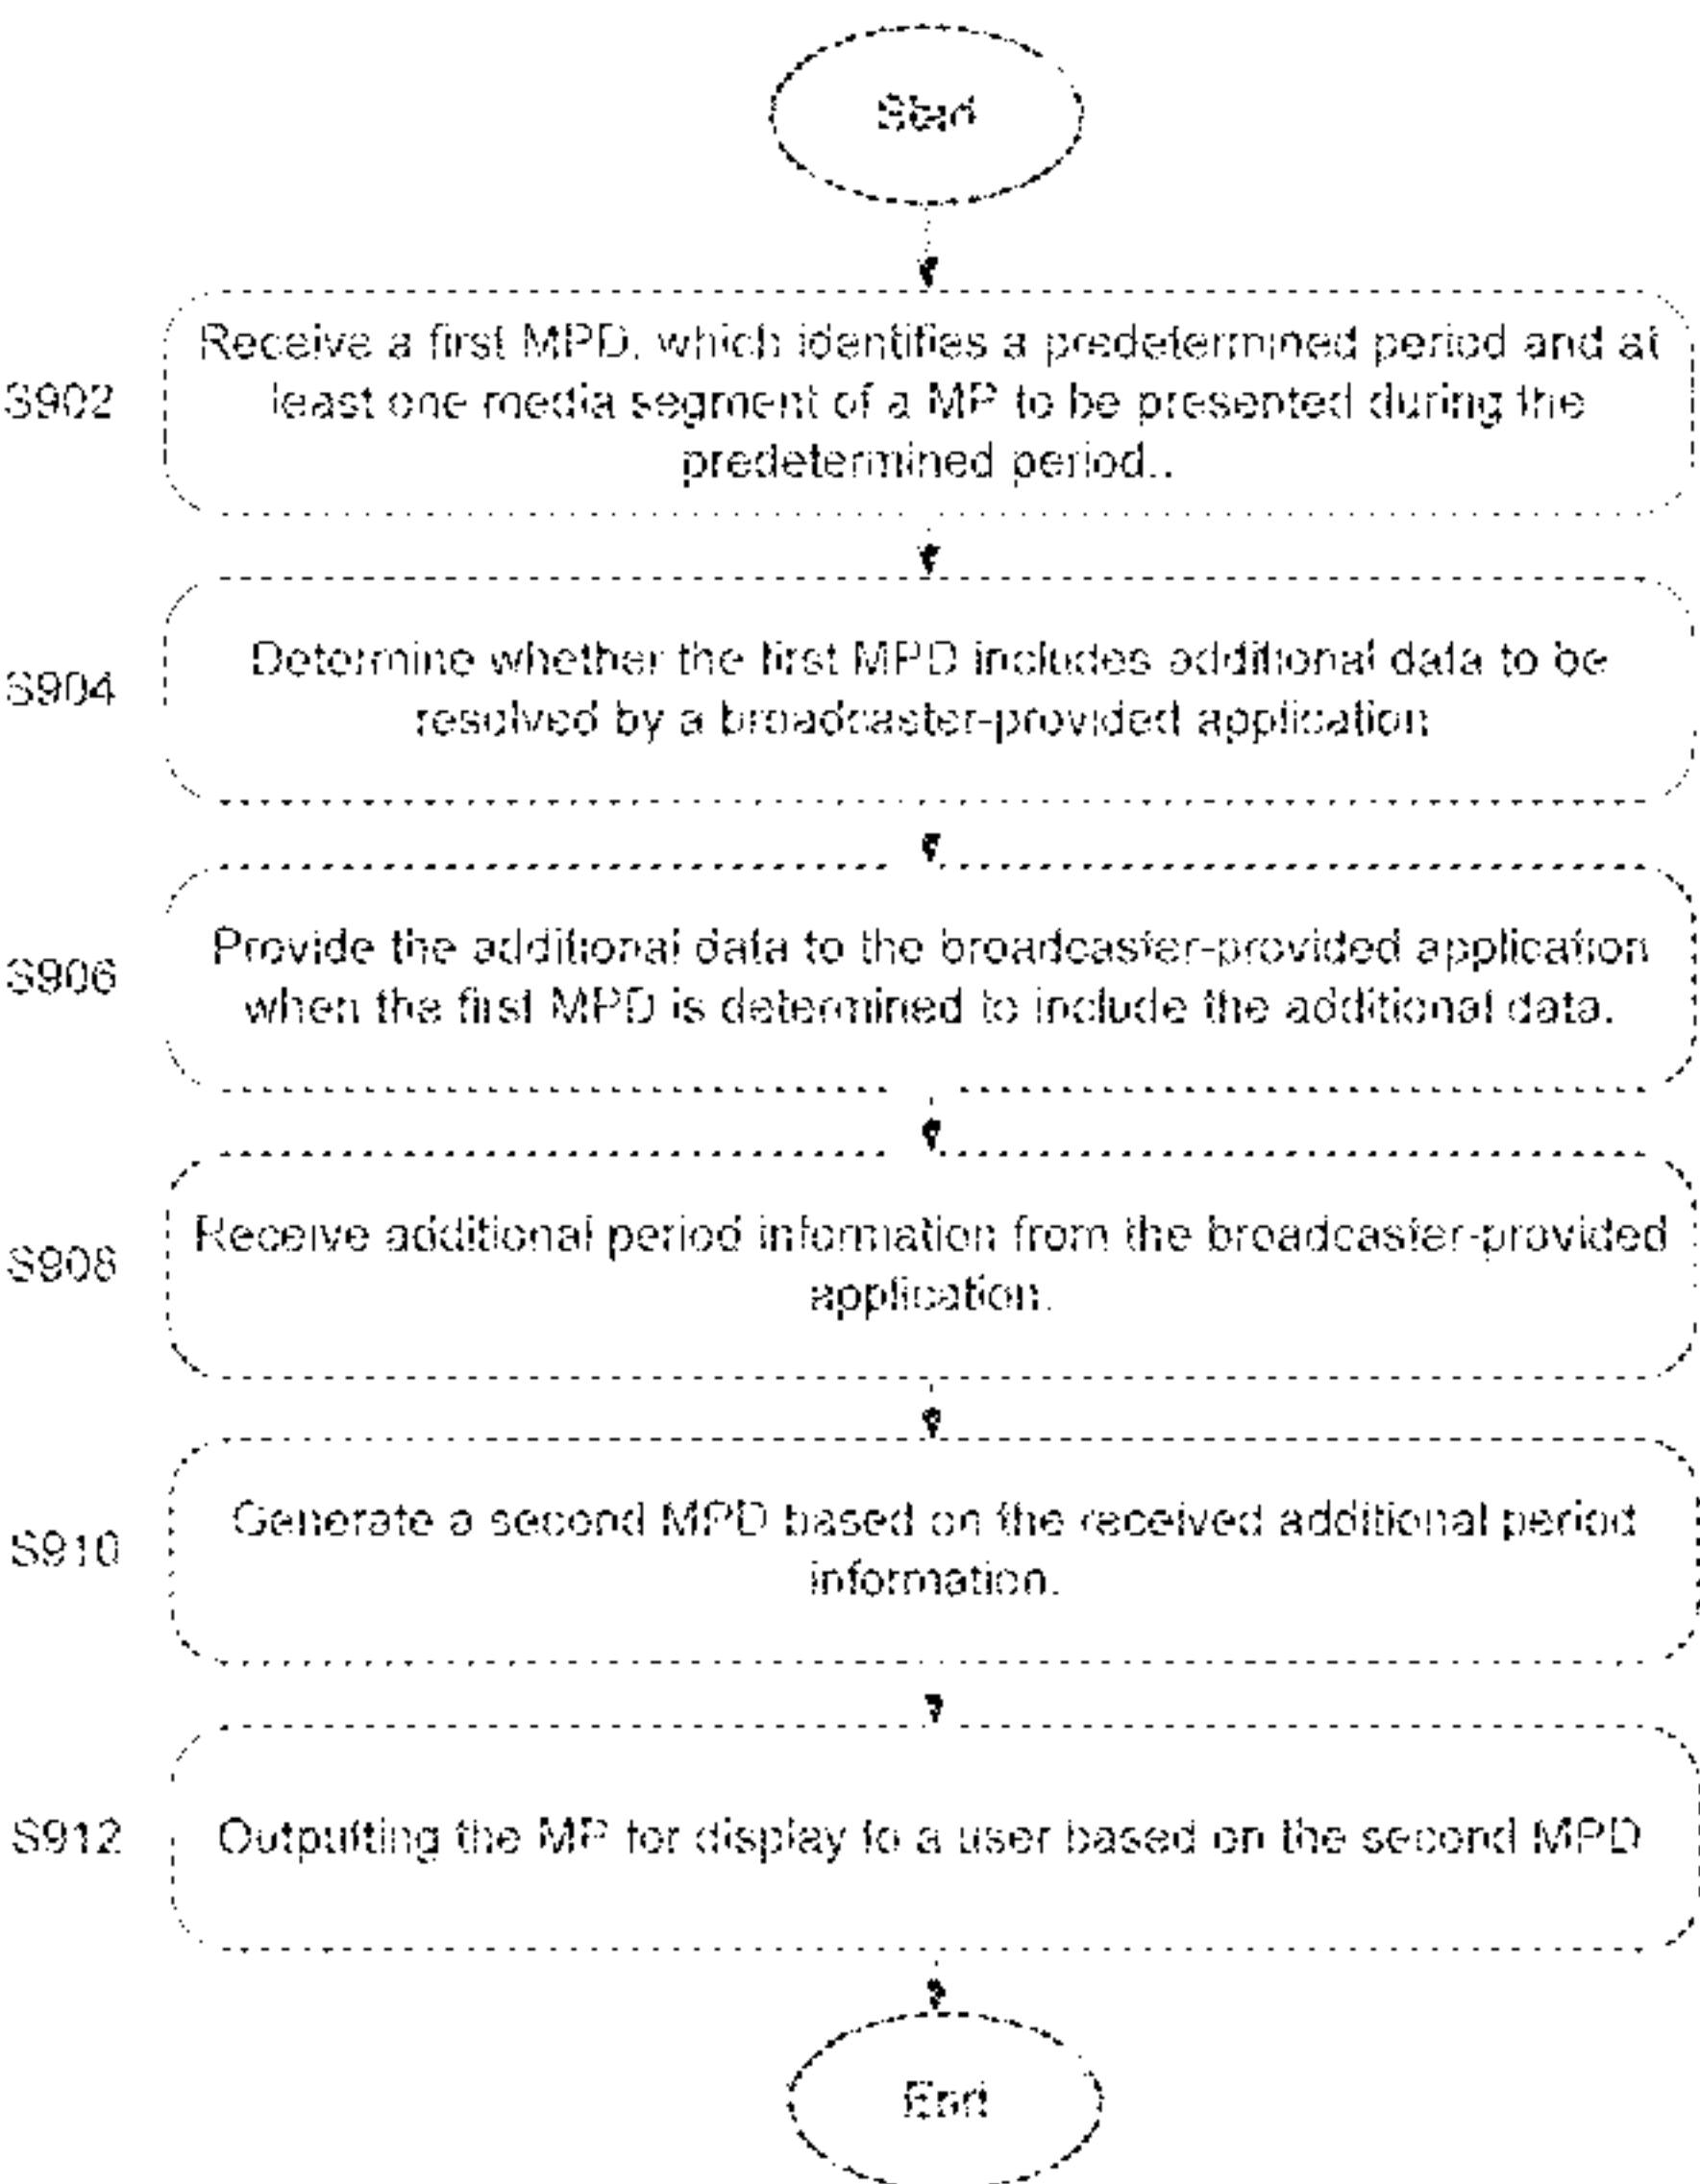 Start
S902
Receive a first MPD, which identifies a predetermined period and at
least one media segment of a MP to be presented during the
predetermined period..
S904
Determine whether the first MPD includes additional data to be
resolved by a broadcaster-provided application
S906
Provide the additional data to the broadcaster-provided application
when the first MPD is determined to include the additional data.
S908
Receive additional period information from the broadcaster-provided
application.
S910
Generate a second MPD based on the received additional period
information.
S912
Outputting the MP for display to a user based on the second MPD
End